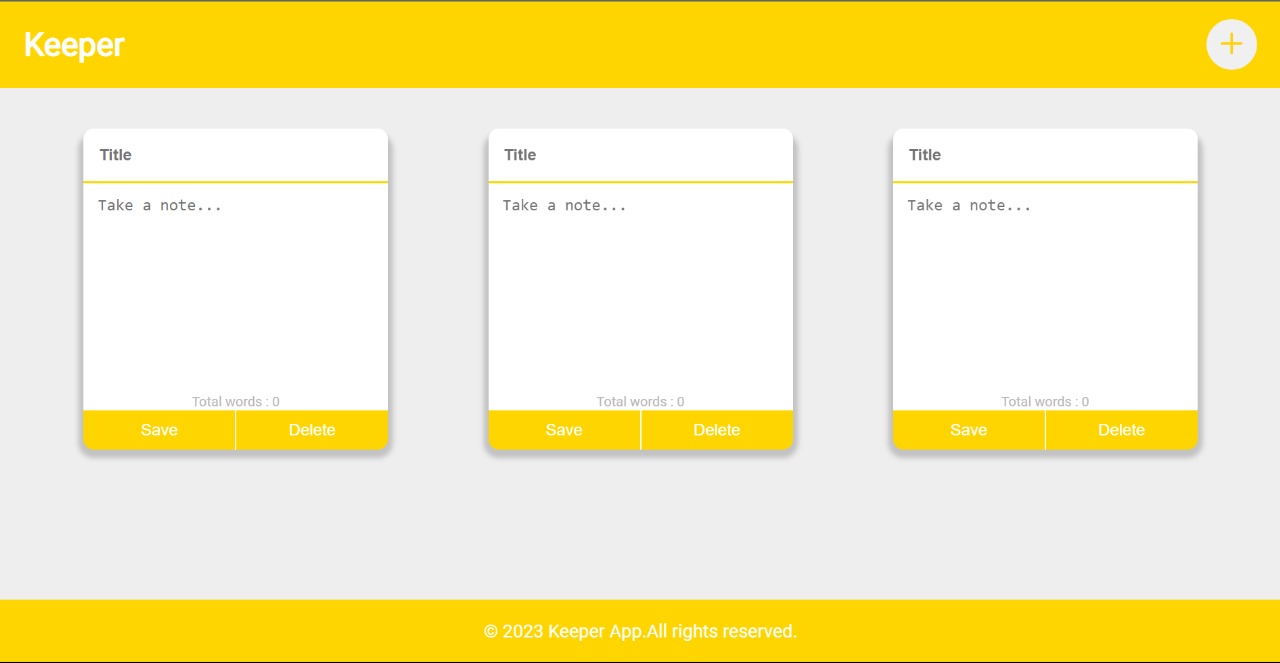 Keeper
Title
Title
Title
Take a note...
Take a note...
Take a note...
Total words : 0
Total words : 0
Total words : 0
Save
Delete
Save
Delete
Save
Delete
© 2023 Keeper App.All rights reserved.